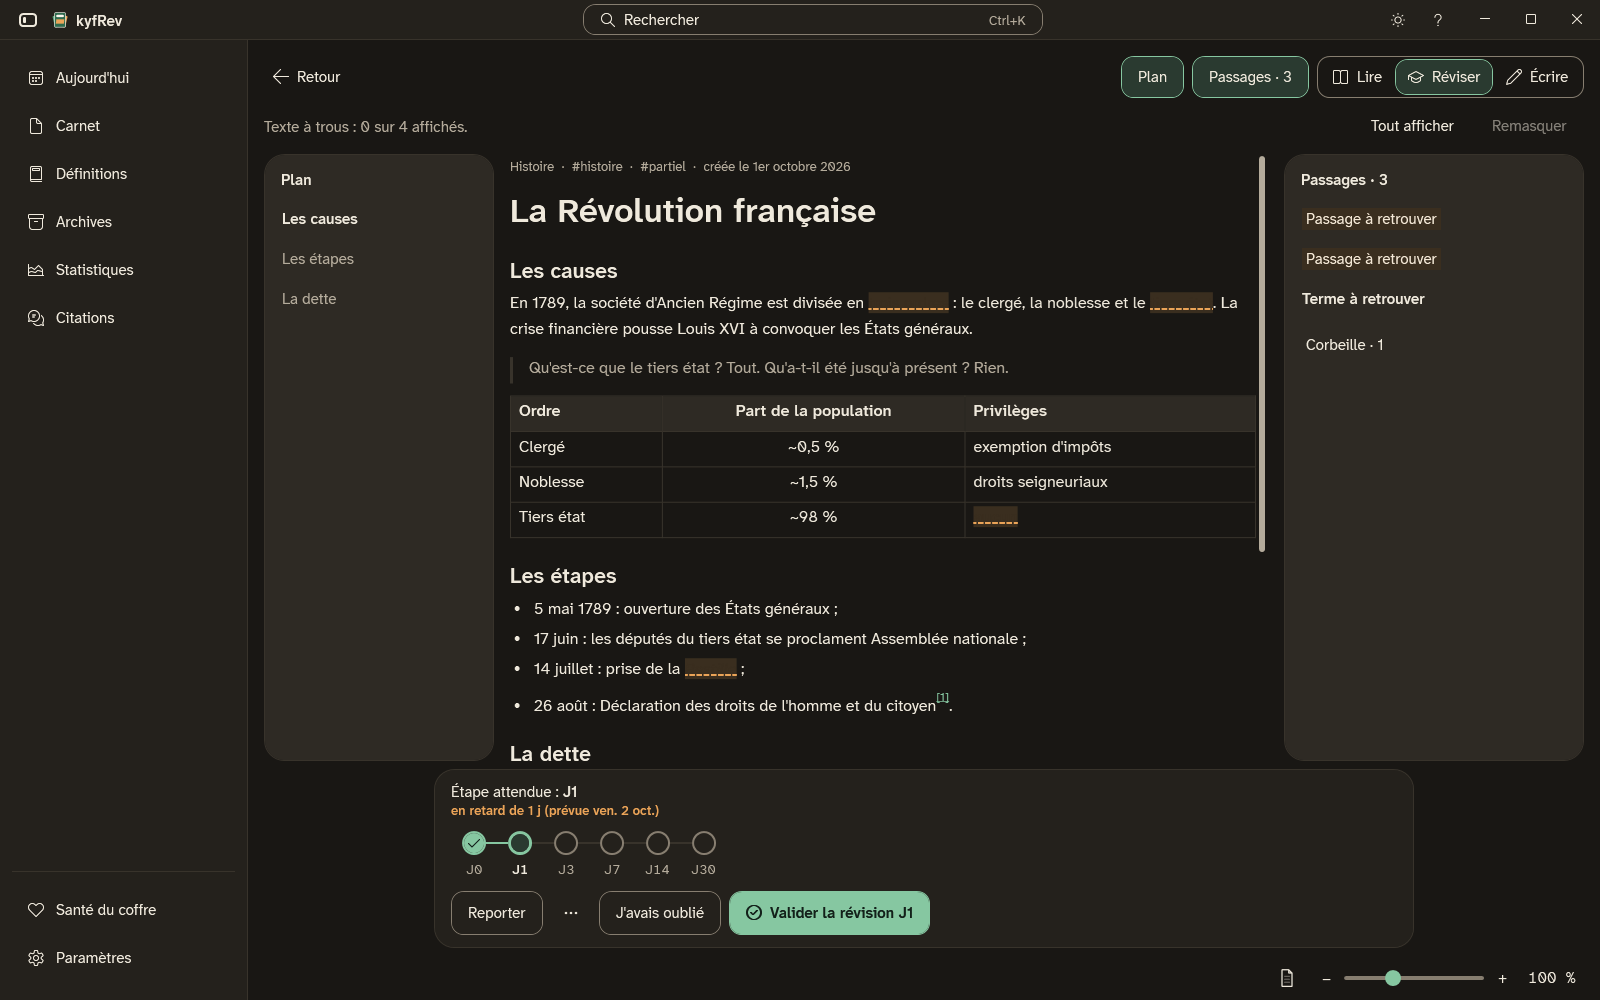 kyfRev
Rechercher
Ctrl+K
?
Aujourd'hui
Carnet
Définitions
Archives
Statistiques
Citations
Santé du coffre
Paramètres
Retour
Plan
Passages · 3
Lire
Réviser
Écrire
Texte à trous : 0 sur 4 affichés.
Tout afficher
Remasquer
Plan
Les causes
Les étapes
La dette
Histoire · #histoire · #partiel · créée le 1er octobre 2026
La Révolution française
Les causes
En 1789, la société d'Ancien Régime est divisée en : le clergé, la noblesse et le . La
crise financière pousse Louis XVI à convoquer les États généraux.
Qu'est-ce que le tiers état ? Tout. Qu'a-t-il été jusqu'à présent ? Rien.
Ordre Part de la population Privilèges
Clergé ~0,5 % exemption d'impôts
Noblesse ~1,5 % droits seigneuriaux
Tiers état ~98 %
Les étapes
• 5 mai 1789 : ouverture des États généraux ;
• 17 juin : les députés du tiers état se proclament Assemblée nationale ;
• 14 juillet : prise de la ;
• 26 août : Déclaration des droits de l'homme et du citoyen[1].
La dette
Passages · 3
Passage à retrouver
Passage à retrouver
Terme à retrouver
Corbeille · 1
Étape attendue : J1
en retard de 1 j (prévue ven. 2 oct.)
J0 J1 J3 J7 J14 J30
Reporter
···
J'avais oublié
Valider la révision J1
− + 100 %